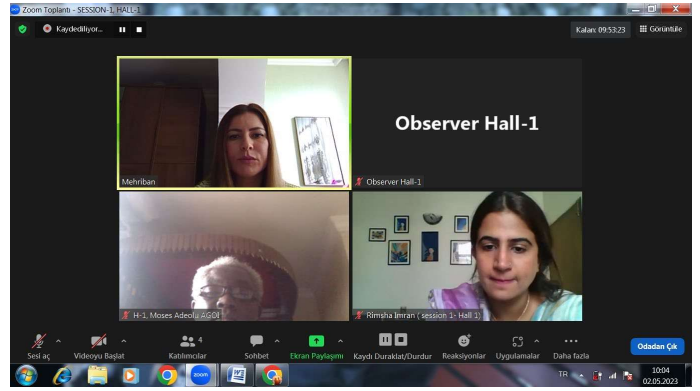 Zoom Toplantı - SESSION-1, HALL-1
Kaydediliyor...
Kalan: 09:53:23
Görüntüle
Mehriban
Observer Hall-1
Observer Hall-1
H-1, Moses Adeolu AGOI
Rimsha Imran ( session 1- Hall 1)
Sesi aç
Videoyu Başlat
4
Katılımcılar
Sohbet
Ekran Paylaşımı
Kaydı Duraklat/Durdur
Reaksiyonlar
Uygulamalar
Daha fazla
Odadan Çık
zoom
W
TR
10:04
02.05.2023